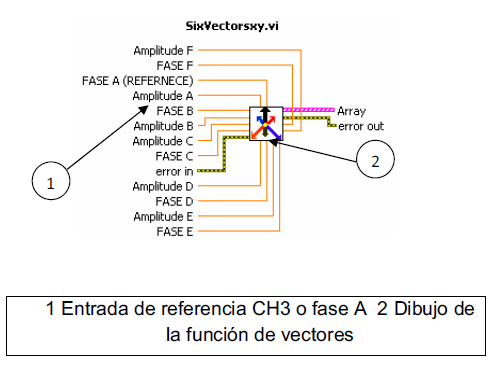 SixVectorsxy.vi
Amplitude F
FASE F
FASE A (REFERNECE)
Amplitude A
FASE B
Amplitude B
Amplitude C
FASE C
error in
Amplitude D
FASE D
Amplitude E
FASE E
Array
error out
1
2
1 Entrada de referencia CH3 o fase A 2 Dibujo de
la función de vectores